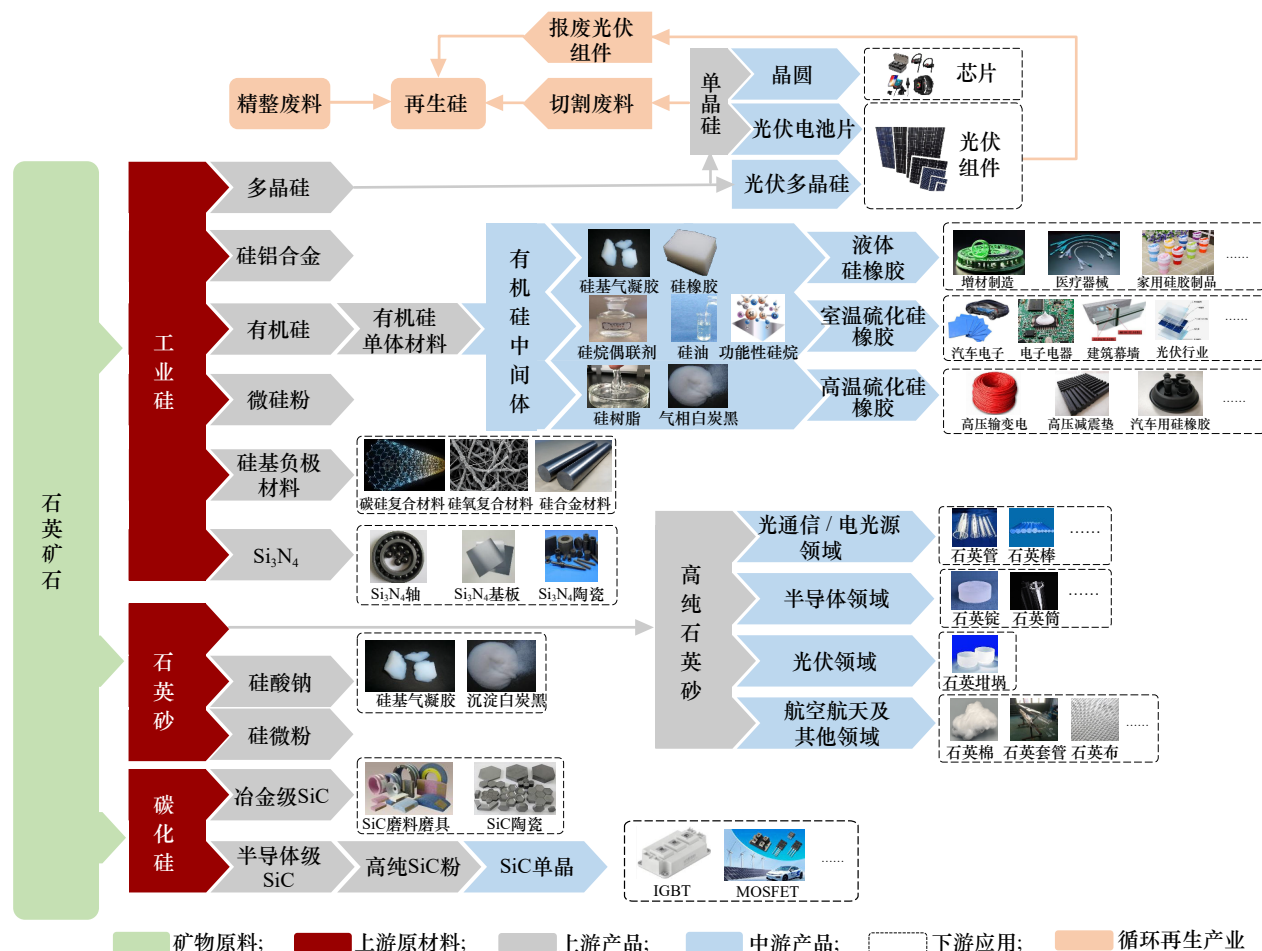 报废光伏
组件
精整废料
再生硅
切割废料
单晶硅
晶圆
芯片
光伏电池片
光伏
组件
光伏多晶硅
石英矿石
工业硅
多晶硅
硅铝合金
有机硅
有机硅
单体材料
微硅粉
硅基负极
材料
Si₃N₄
有机硅中间体
硅基气凝胶
硅橡胶
硅烷偶联剂
硅油
功能性硅烷
硅树脂
气相白炭黑
液体
硅橡胶
增材制造
医疗器械
家用硅胶制品
......
室温硫化硅
橡胶
汽车电子
电子电器
建筑幕墙
光伏行业
......
高温硫化硅
橡胶
高压输变电
高压减震垫
汽车用硅橡胶
......
碳硅复合材料
硅氧复合材料
硅合金材料
Si₃N₄轴
Si₃N₄基板
Si₃N₄陶瓷
石英砂
硅酸钠
硅微粉
硅基气凝胶
沉淀白炭黑
高纯石英砂
光通信 / 电光源
领域
石英管
石英棒
......
半导体领域
石英锭
石英筒
......
光伏领域
石英坩埚
航空航天及
其他领域
石英棉
石英套管
石英布
......
碳化硅
冶金级SiC
SiC磨料磨具
SiC陶瓷
半导体级
SiC
高纯SiC粉
SiC单晶
IGBT
MOSFET
......
矿物原料;
上游原材料;
上游产品;
中游产品;
下游应用;
循环再生产业